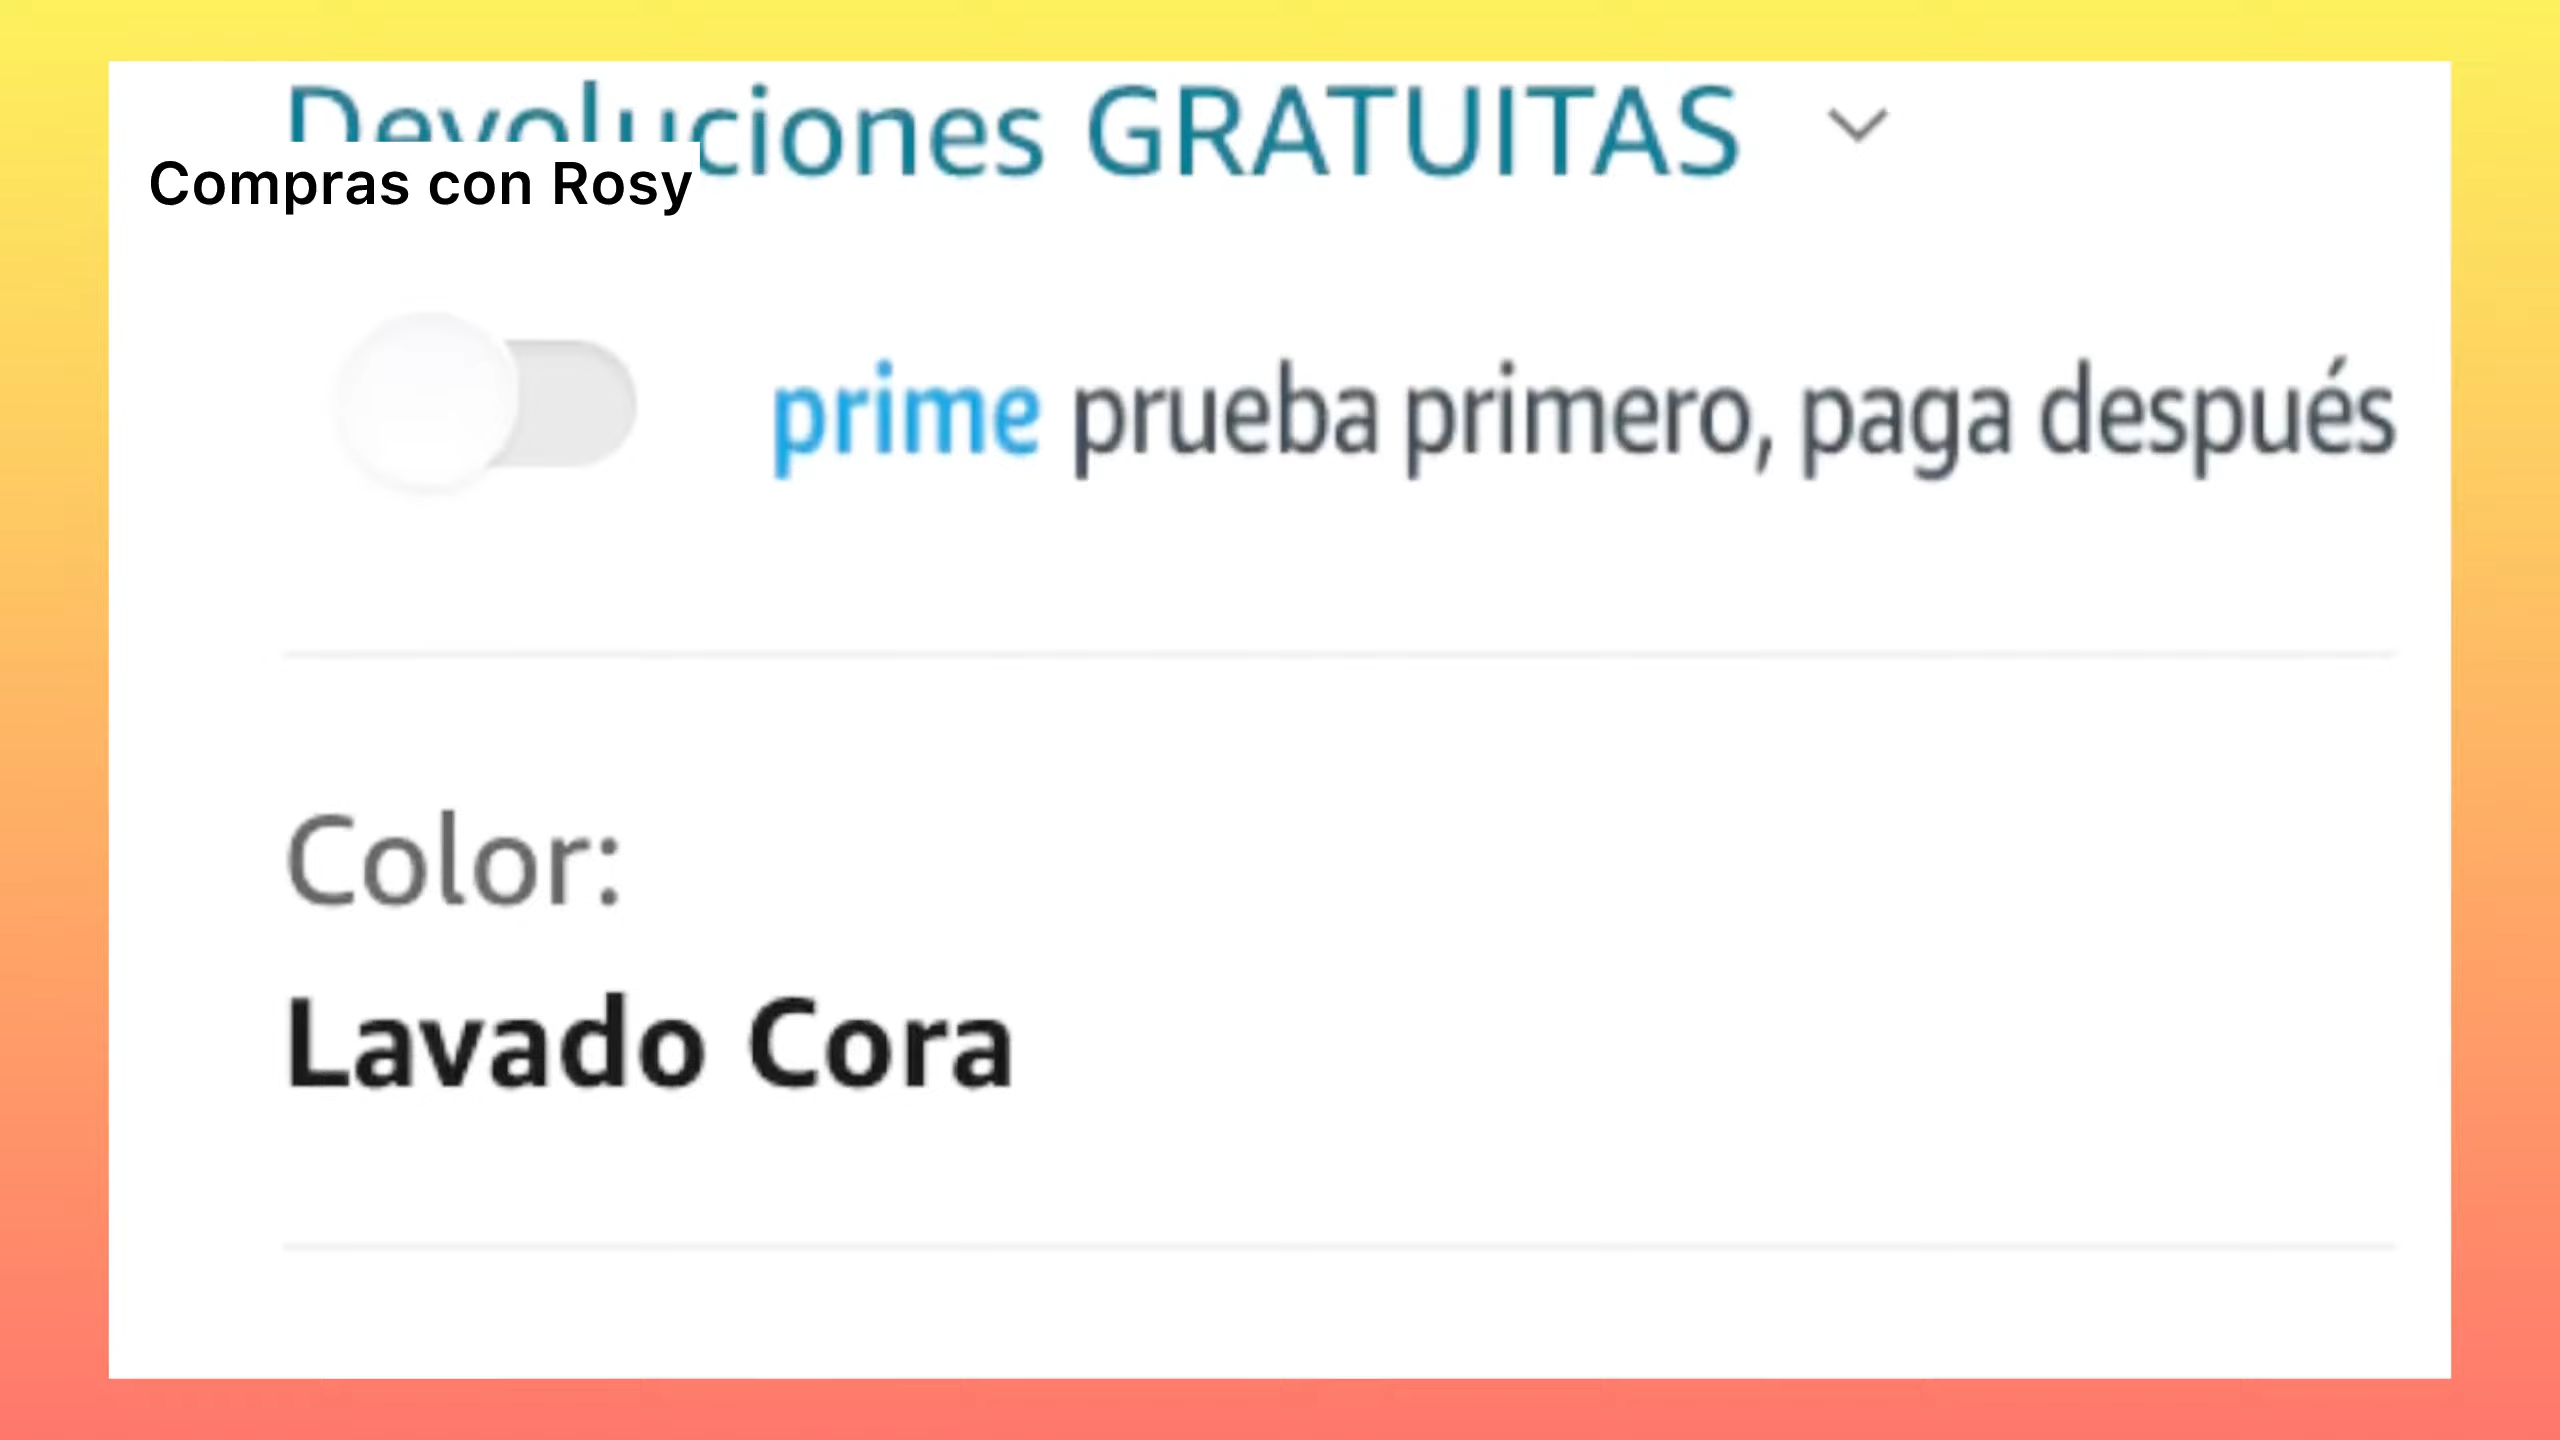 Devoluciones GRATUITAS
Compras con Rosy
prime prueba primero, paga después
Color:
Lavado Cora